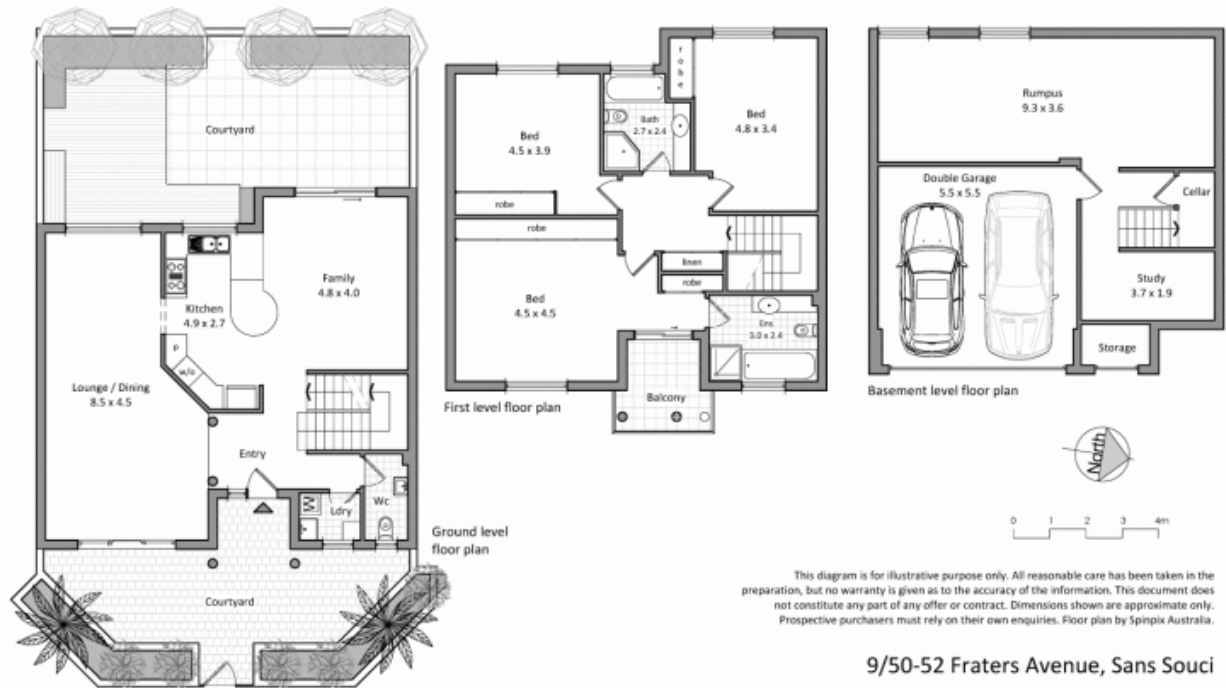 Courtyard
Family
4.8 x 4.0
Kitchen
4.9 x 2.7
P
w/o
Lounge / Dining
8.5 x 4.5
Entry
Ldry
Wc
Courtyard
Ground level
floor plan
Bed
4.5 x 3.9
robe
Bath
2.7 x 2.4
robe
Bed
4.8 x 3.4
robe
linen
robe
Bed
4.5 x 4.5
Ens
3.0 x 2.4
Balcony
First level floor plan
Rumpus
9.3 x 3.6
Double Garage
5.5 x 5.5
Cellar
Study
3.7 x 1.9
Storage
Basement level floor plan
North
0 1 2 3 4m
This diagram is for illustrative purpose only. All reasonable care has been taken in the
preparation, but no warranty is given as to the accuracy of the information. This document does
not constitute any part of any offer or contract. Dimensions shown are approximate only.
Prospective purchasers must rely on their own enquiries. Floor plan by Spinpix Australia.
9/50-52 Fraters Avenue, Sans Souci